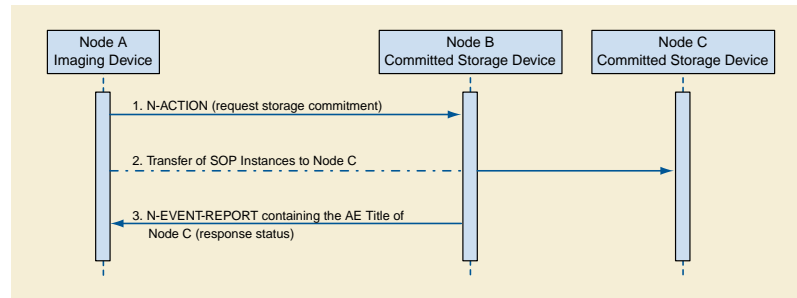 Node A
Imaging Device
Node B
Committed Storage Device
Node C
Committed Storage Device
1. N-ACTION (request storage commitment)
2. Transfer of SOP Instances to Node C
3. N-EVENT-REPORT containing the AE Title of
Node C (response status)